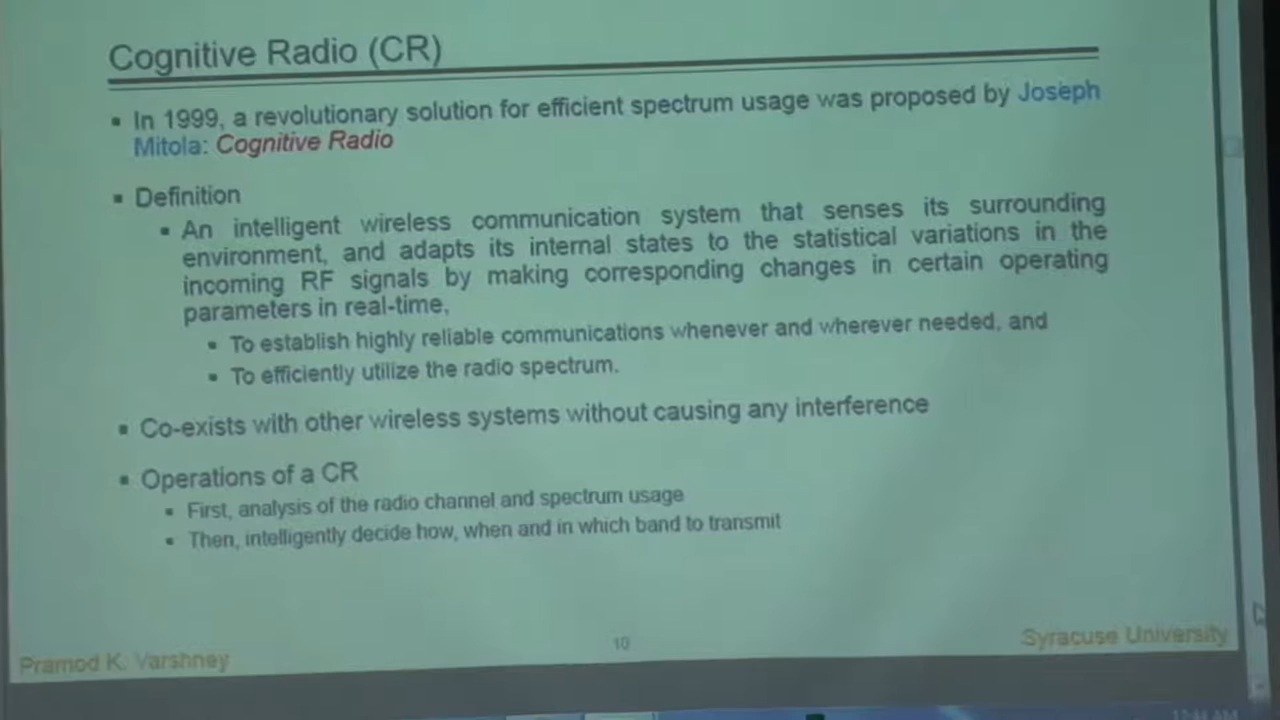 Cognitive Radio (CR)
▪ In 1999, a revolutionary solution for efficient spectrum usage was proposed by Joseph
Mitola: Cognitive Radio
▪ Definition
▪ An intelligent wireless communication system that senses its surrounding
environment, and adapts its internal states to the statistical variations in the
incoming RF signals by making corresponding changes in certain operating
parameters in real-time,
▪ To establish highly reliable communications whenever and wherever needed, and
▪ To efficiently utilize the radio spectrum.
▪ Co-exists with other wireless systems without causing any interference
▪ Operations of a CR
▪ First, analysis of the radio channel and spectrum usage
▪ Then, intelligently decide how, when and in which band to transmit
Pramod K. Varshney
10
Syracuse University